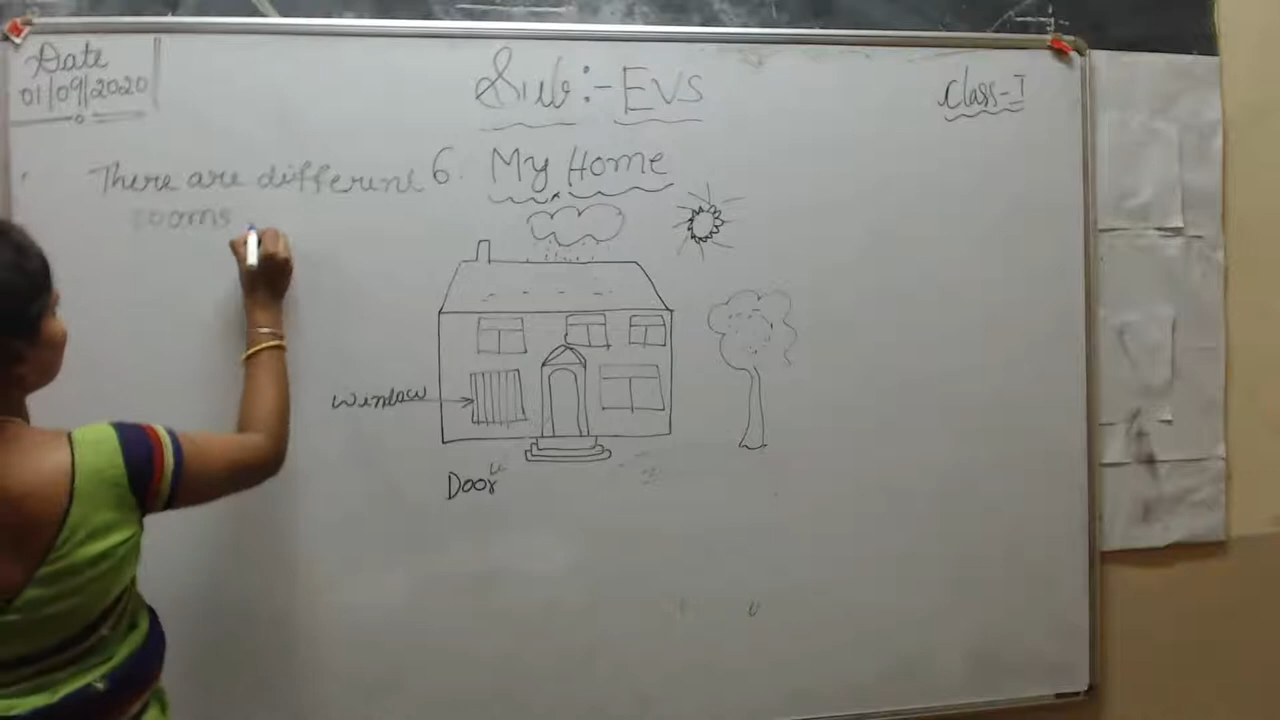 Date
01/09/2020
Sub:- EVS
Class-I
6. My Home
There are different
rooms
Window
Door